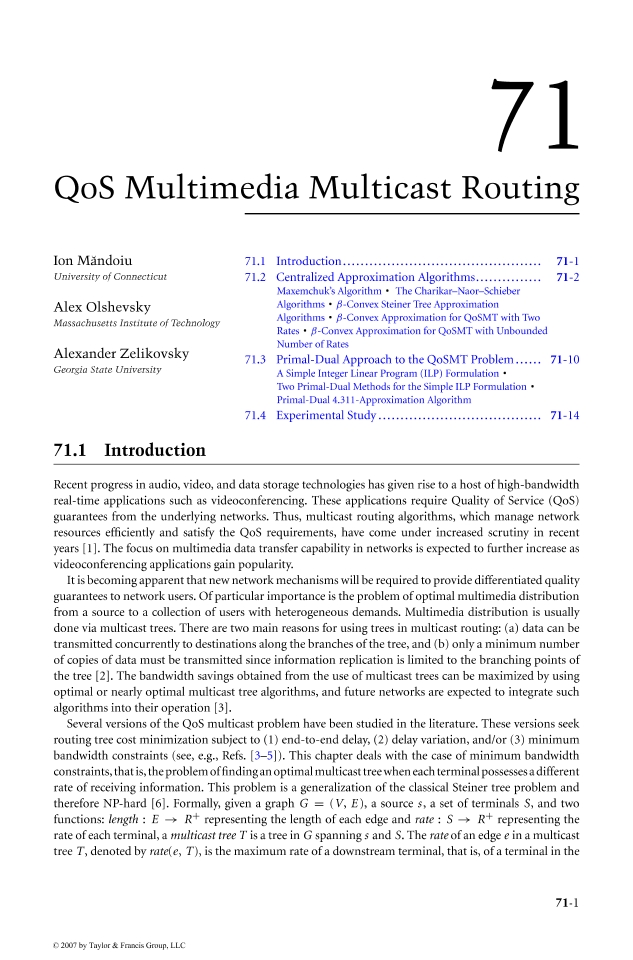 71
QoS Multimedia Multicast Routing
Ion Măndoiu
University of Connecticut
Alex Olshevsky
Massachusetts Institute of Technology
Alexander Zelikovsky
Georgia State University
71.1 Introduction............................................ 71-1
71.2 Centralized Approximation Algorithms............... 71-2
Maxemchuk's Algorithm • The Charikar–Naor–Schieber
Algorithms • β-Convex Steiner Tree Approximation
Algorithms • β-Convex Approximation for QoSMT with Two
Rates • β-Convex Approximation for QoSMT with Unbounded
Number of Rates
71.3 Primal-Dual Approach to the QoSMT Problem...... 71-10
A Simple Integer Linear Program (ILP) Formulation •
Two Primal-Dual Methods for the Simple ILP Formulation •
Primal-Dual 4.311-Approximation Algorithm
71.4 Experimental Study..................................... 71-14
71.1 Introduction
Recent progress in audio, video, and data storage technologies has given rise to a host of high-bandwidth
real-time applications such as videoconferencing. These applications require Quality of Service (QoS)
guarantees from the underlying networks. Thus, multicast routing algorithms, which manage network
resources efficiently and satisfy the QoS requirements, have come under increased scrutiny in recent
years [1]. The focus on multimedia data transfer capability in networks is expected to further increase as
videoconferencing applications gain popularity.
It is becoming apparent that new network mechanisms will be required to provide differentiated quality
guarantees to network users. Of particular importance is the problem of optimal multimedia distribution
from a source to a collection of users with heterogeneous demands. Multimedia distribution is usually
done via multicast trees. There are two main reasons for using trees in multicast routing: (a) data can be
transmitted concurrently to destinations along the branches of the tree, and (b) only a minimum number
of copies of data must be transmitted since information replication is limited to the branching points of
the tree [2]. The bandwidth savings obtained from the use of multicast trees can be maximized by using
optimal or nearly optimal multicast tree algorithms, and future networks are expected to integrate such
algorithms into their operation [3].
Several versions of the QoS multicast problem have been studied in the literature. These versions seek
routing tree cost minimization subject to (1) end-to-end delay, (2) delay variation, and/or (3) minimum
bandwidth constraints (see, e.g., Refs. [3–5]). This chapter deals with the case of minimum bandwidth
constraints, that is, the problem of finding an optimal multicast tree when each terminal possesses a different
rate of receiving information. This problem is a generalization of the classical Steiner tree problem and
therefore NP-hard [6]. Formally, given a graph G = (V, E), a source s, a set of terminals S, and two
functions: length : E → R⁺ representing the length of each edge and rate : S → R⁺ representing the
rate of each terminal, a multicast tree T is a tree in G spanning s and S. The rate of an edge e in a multicast
tree T, denoted by rate(e, T), is the maximum rate of a downstream terminal, that is, of a terminal in the
71-1
© 2007 by Taylor & Francis Group, LLC